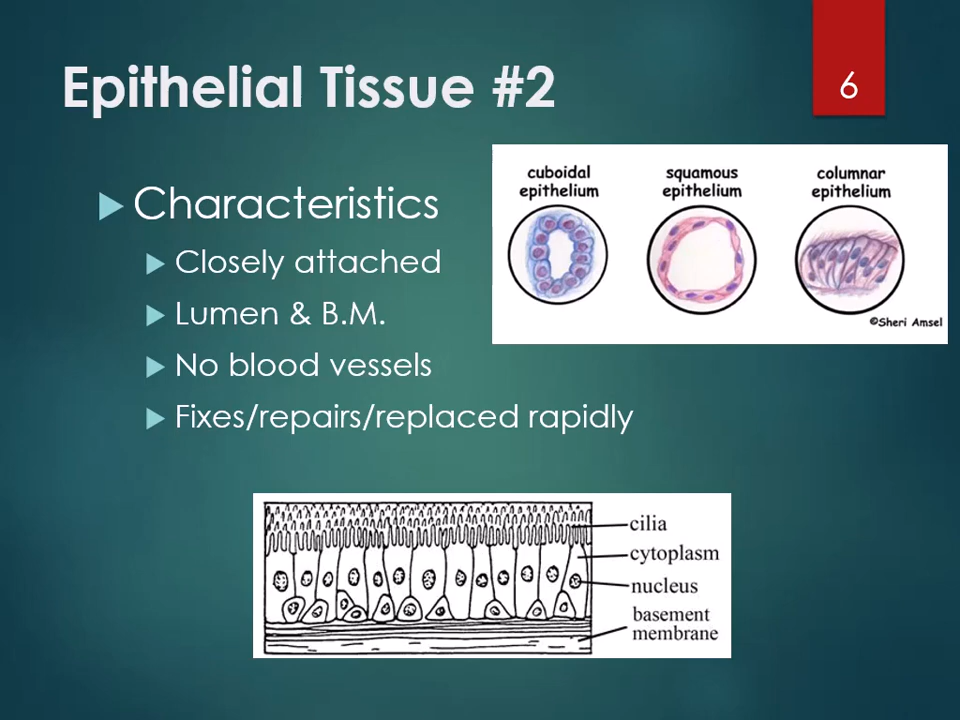 Epithelial Tissue #2
6
Characteristics
Closely attached
Lumen & B.M.
No blood vessels
Fixes/repairs/replaced rapidly
cuboidal
epithelium
squamous
epithelium
columnar
epithelium
©Sheri Amsel
cilia
cytoplasm
nucleus
basement
membrane